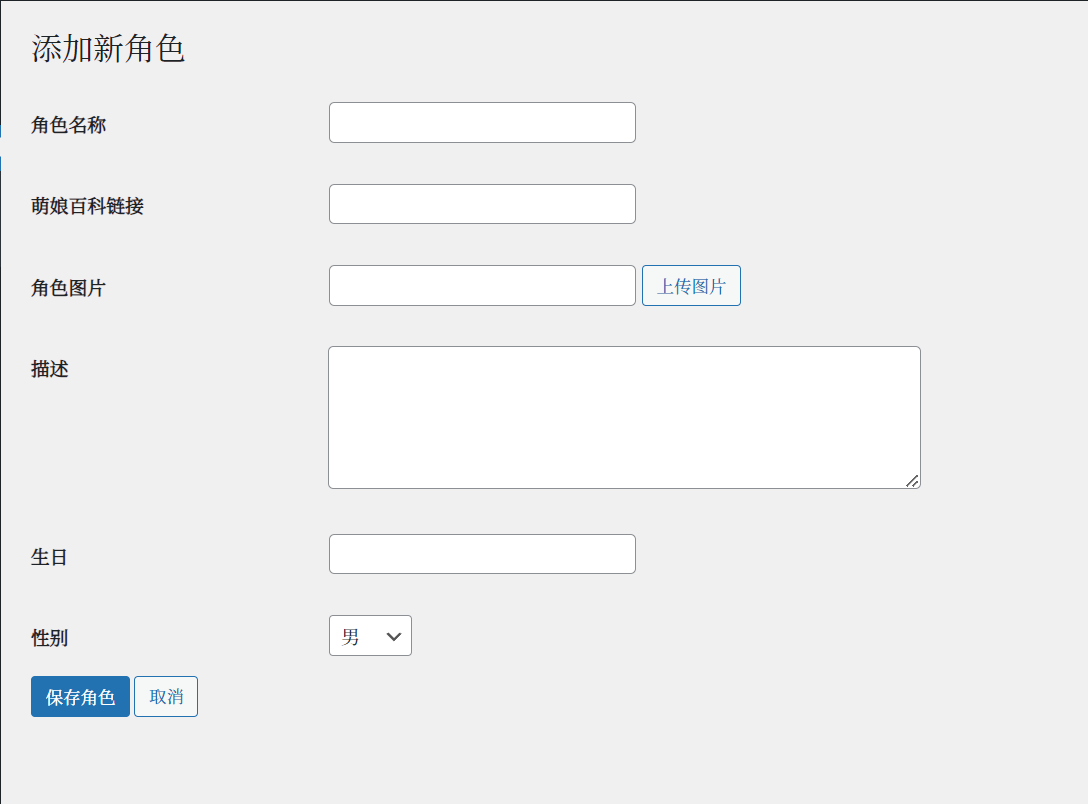 添加新角色
角色名称
萌娘百科链接
角色图片 上传图片
描述
生日
性别 男
保存角色 取消